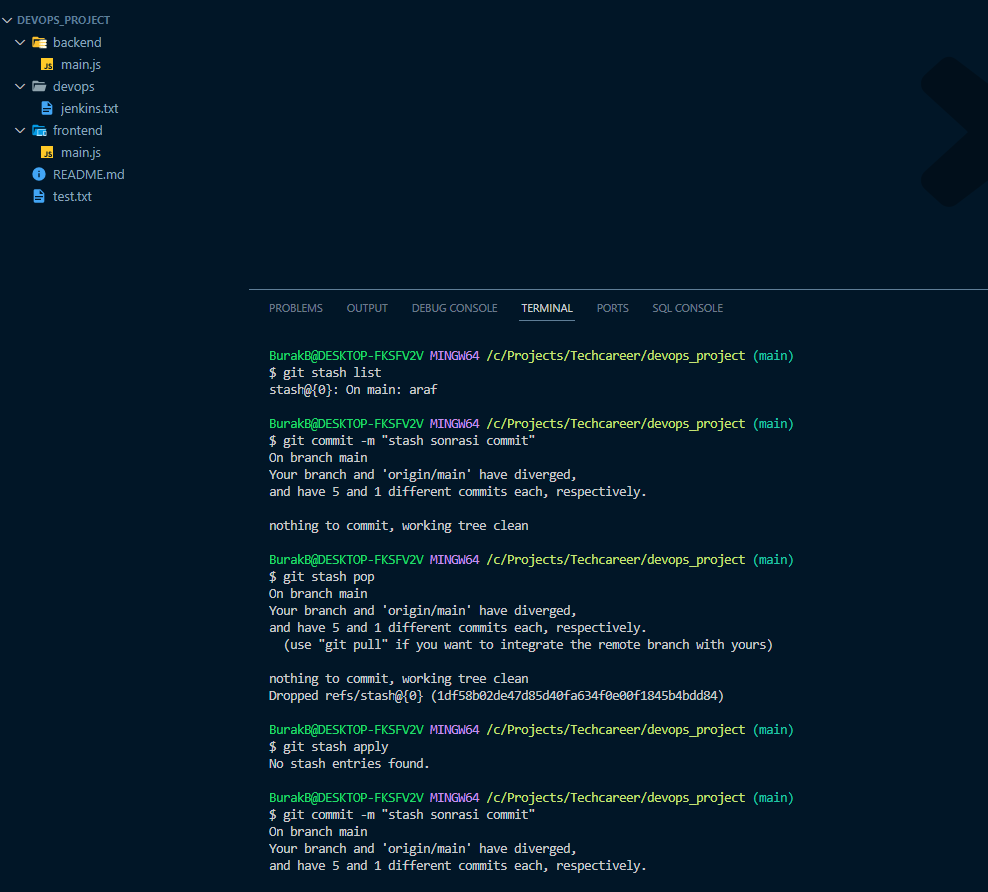 DEVOPS_PROJECT
backend
main.js
devops
jenkins.txt
frontend
main.js
README.md
test.txt
PROBLEMS OUTPUT DEBUG CONSOLE TERMINAL PORTS SQL CONSOLE
BurakB@DESKTOP-FKSFV2V MINGW64 /c/Projects/Techcareer/devops_project (main)
$ git stash list
stash@{0}: On main: araf
BurakB@DESKTOP-FKSFV2V MINGW64 /c/Projects/Techcareer/devops_project (main)
$ git commit -m "stash sonrasi commit"
On branch main
Your branch and 'origin/main' have diverged,
and have 5 and 1 different commits each, respectively.
nothing to commit, working tree clean
BurakB@DESKTOP-FKSFV2V MINGW64 /c/Projects/Techcareer/devops_project (main)
$ git stash pop
On branch main
Your branch and 'origin/main' have diverged,
and have 5 and 1 different commits each, respectively.
(use "git pull" if you want to integrate the remote branch with yours)
nothing to commit, working tree clean
Dropped refs/stash@{0} (1df58b02de47d85d40fa634f0e00f1845b4bdd84)
BurakB@DESKTOP-FKSFV2V MINGW64 /c/Projects/Techcareer/devops_project (main)
$ git stash apply
No stash entries found.
BurakB@DESKTOP-FKSFV2V MINGW64 /c/Projects/Techcareer/devops_project (main)
$ git commit -m "stash sonrasi commit"
On branch main
Your branch and 'origin/main' have diverged,
and have 5 and 1 different commits each, respectively.